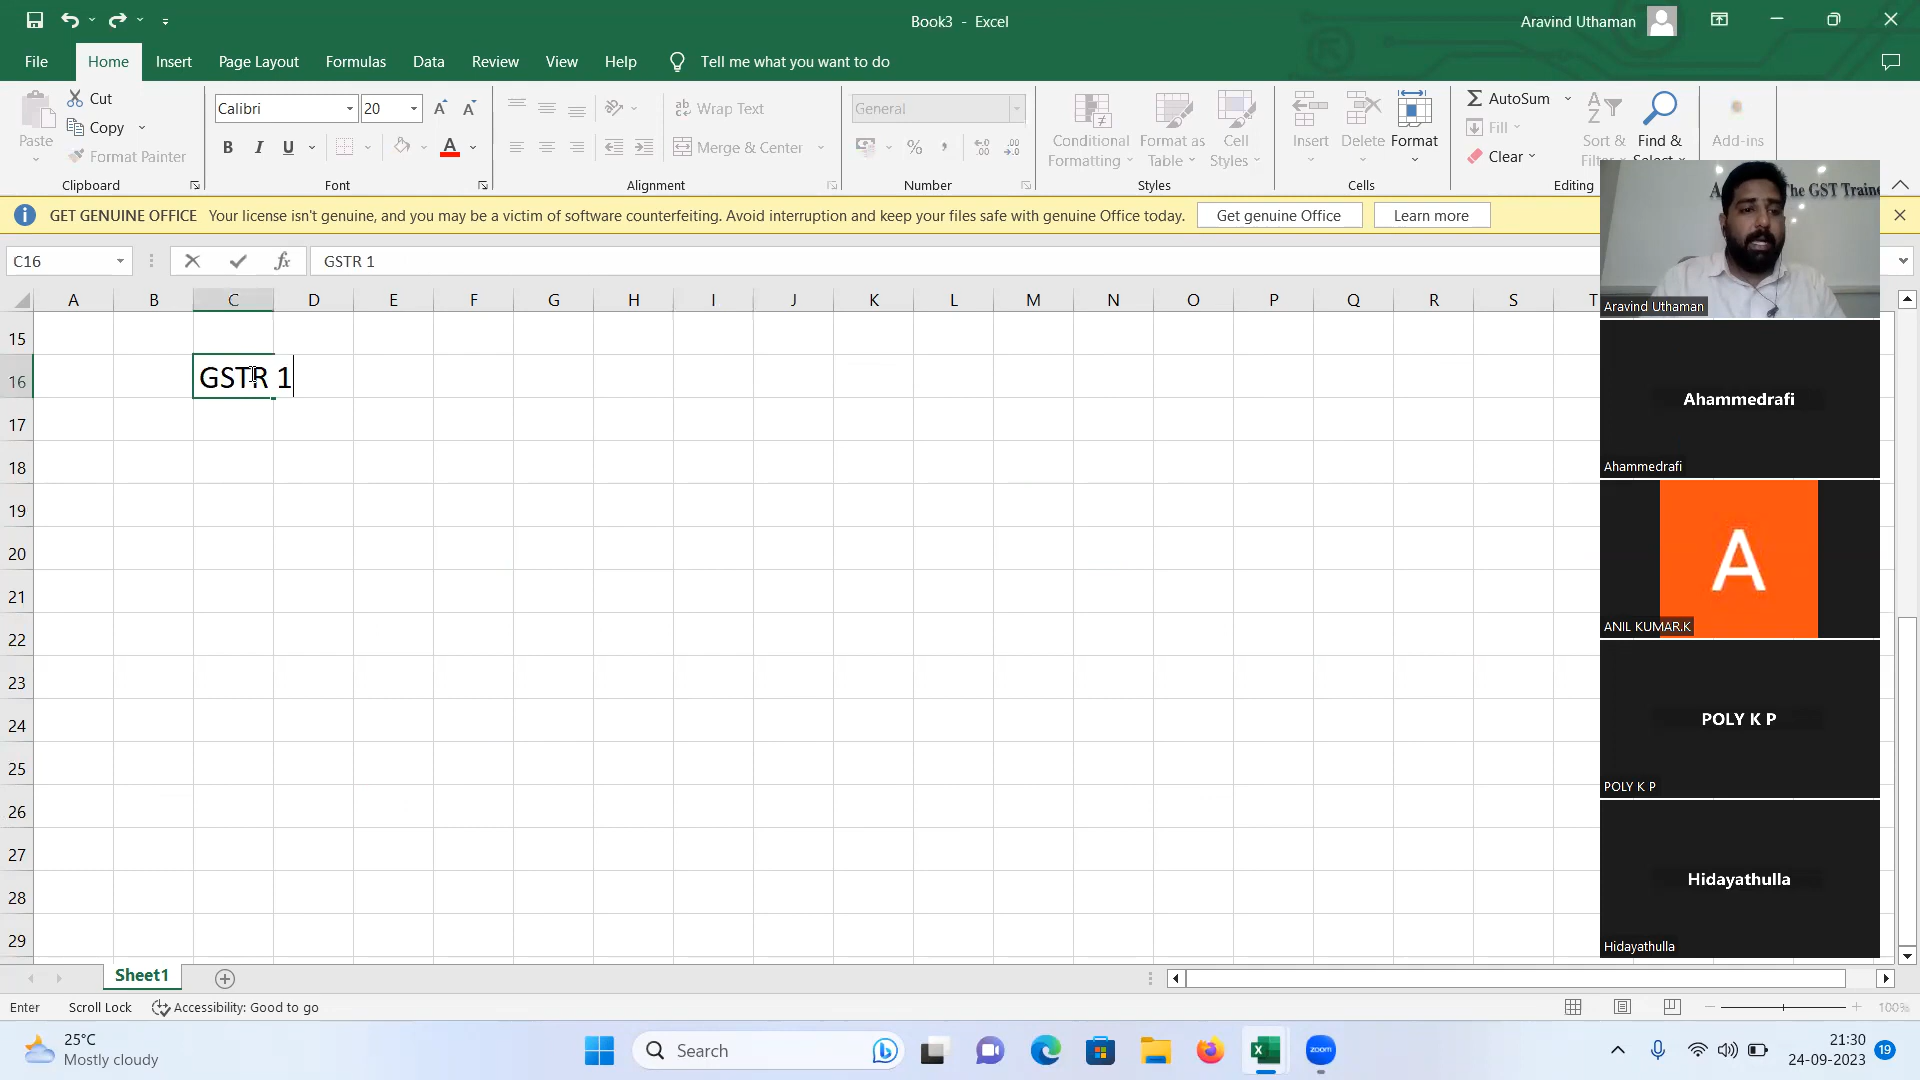 Book3 - Excel
Aravind Uthaman
File Home Insert Page Layout Formulas Data Review View Help Tell me what you want to do
Paste
Cut
Copy
Format Painter
Clipboard
Calibri 20
B I U
Font
Wrap Text
Merge & Center
Alignment
General
Number
Conditional Formatting
Format as Table
Cell Styles
Styles
Insert Delete Format
Cells
AutoSum
Fill
Clear
Sort &
Find &
Editing
Add-ins
GET GENUINE OFFICE Your license isn't genuine, and you may be a victim of software counterfeiting. Avoid interruption and keep your files safe with genuine Office today. Get genuine Office Learn more
C16 fx GSTR 1
A B C D E F G H I J K L M N O P Q R S T
15
16 GSTR 1
17
18
19
20
21
22
23
24
25
26
27
28
29
he GST Traine
Aravind Uthaman
Ahammedrafi
Ahammedrafi
A
ANIL KUMAR.K
POLY K P
POLY K P
Hidayathulla
Hidayathulla
Sheet1
Enter Scroll Lock Accessibility: Good to go 100%
25°C
Mostly cloudy
Search
zoom
21:30
24-09-2023
19